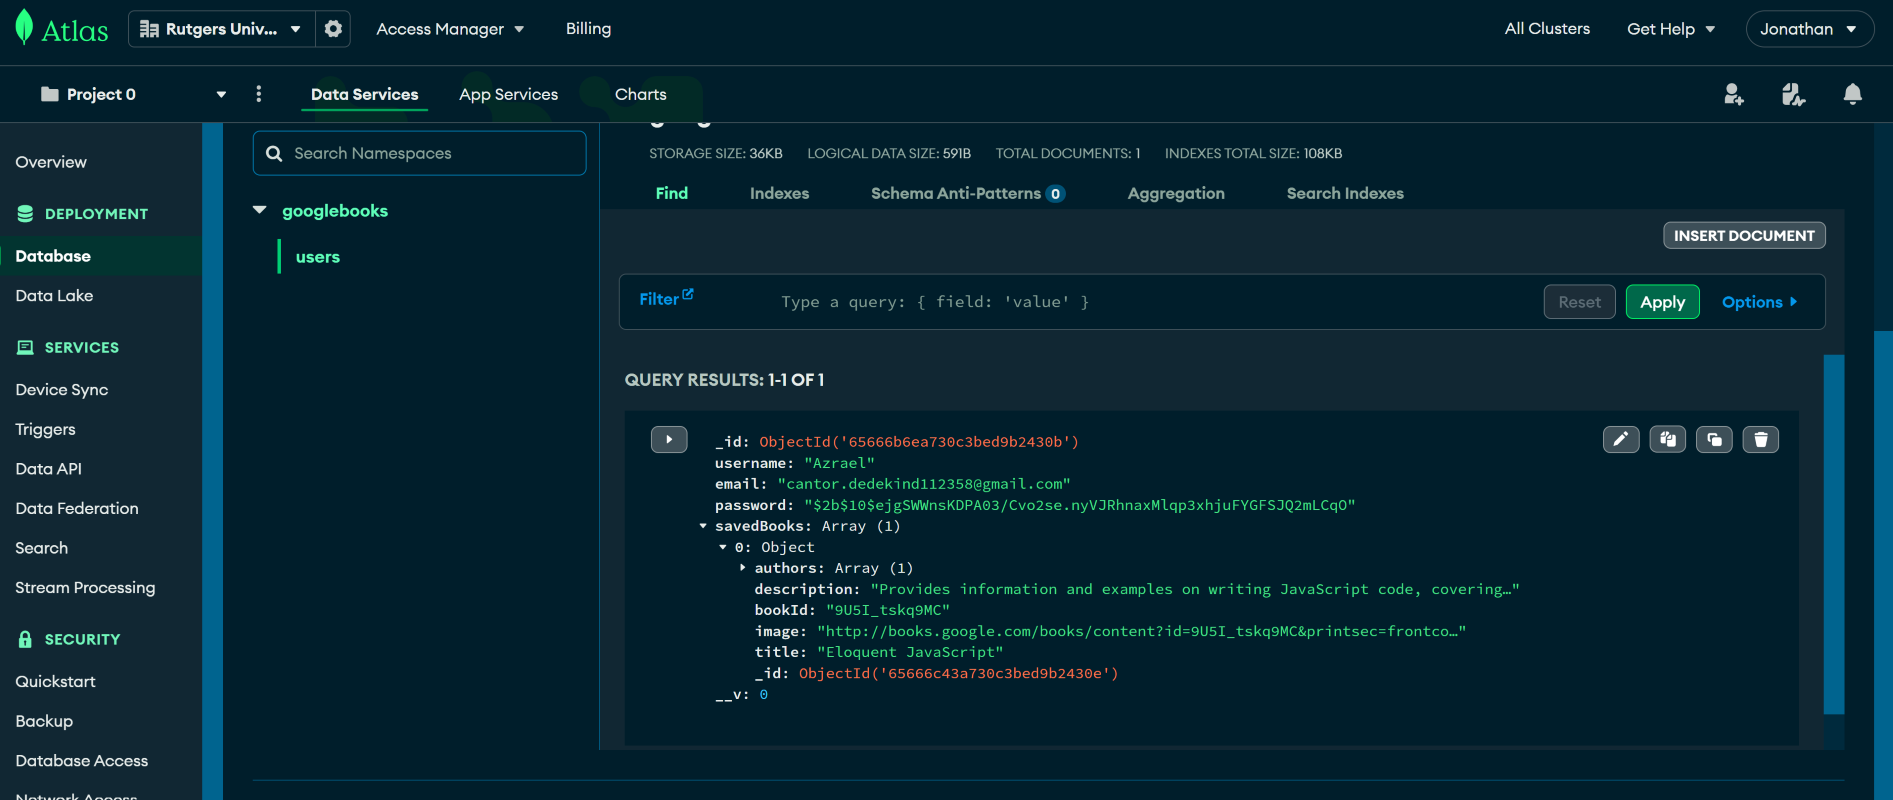 Atlas
Rutgers Univ...
Access Manager
Billing
All Clusters
Get Help
Jonathan
Project 0
Data Services
App Services
Charts
Overview
DEPLOYMENT
Database
Data Lake
SERVICES
Device Sync
Triggers
Data API
Data Federation
Search
Stream Processing
SECURITY
Quickstart
Backup
Database Access
Network Access
Search Namespaces
googlebooks
users
STORAGE SIZE: 36KB LOGICAL DATA SIZE: 591B TOTAL DOCUMENTS: 1 INDEXES TOTAL SIZE: 108KB
Find Indexes Schema Anti-Patterns 0 Aggregation Search Indexes
INSERT DOCUMENT
Filter Type a query: { field: 'value' } Reset Apply Options
QUERY RESULTS: 1-1 OF 1
_id: ObjectId('65666b6ea730c3bed9b2430b')
username: "Azrael"
email: "cantor.dedekind112358@gmail.com"
password: "$2b$10$ejgSWWnsKDPA03/Cvo2se.nyVJRhnaxMlqp3xhjuFYGFSJQ2mLCqO"
savedBooks: Array (1)
0: Object
authors: Array (1)
description: "Provides information and examples on writing JavaScript code, covering…"
bookId: "9U5I_tskq9MC"
image: "http://books.google.com/books/content?id=9U5I_tskq9MC&printsec=frontco…"
title: "Eloquent JavaScript"
_id: ObjectId('65666c43a730c3bed9b2430e')
__v: 0